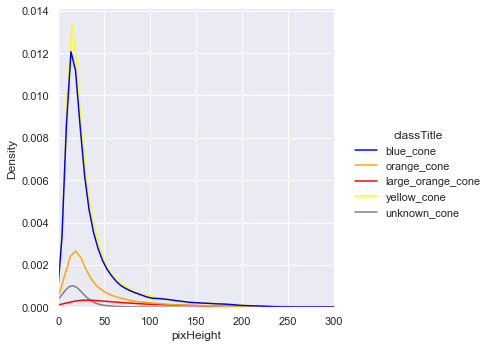 0.014
0.012
0.010
0.008
0.006
0.004
0.002
0.000
Density
0 50 100 150 200 250 300
pixHeight
classTitle
blue_cone
orange_cone
large_orange_cone
yellow_cone
unknown_cone